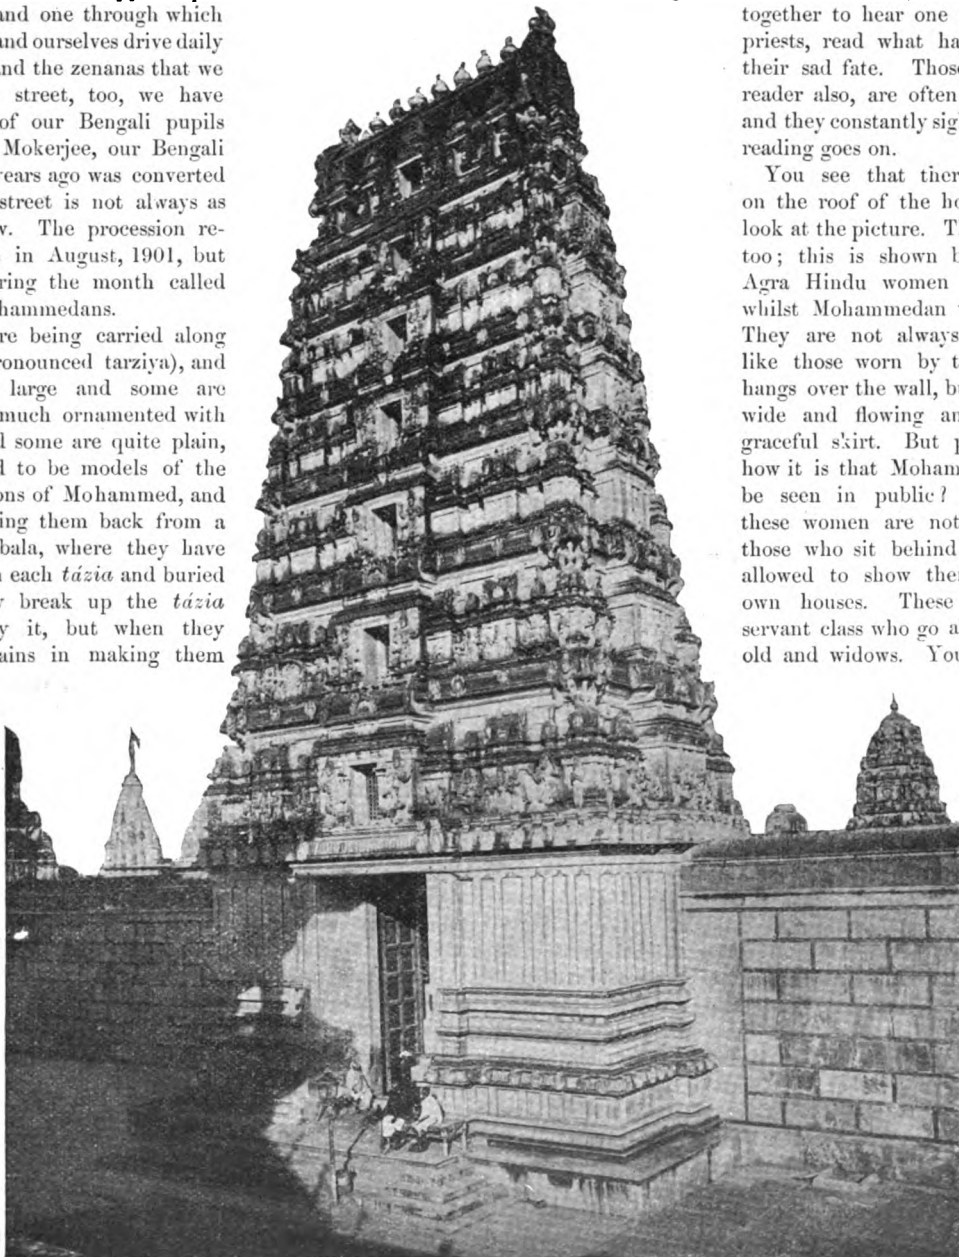 and one through which
and ourselves drive daily
and the zenanas that we
street, too, we have
of our Bengali pupils
Mokerjee, our Bengali
years ago was converted
street is not always as
The procession re-
in August, 1901, but
ring the month called
hammedans.
re being carried along
ronounced tarziya), and
large and some are
much ornamented with
d some are quite plain,
d to be models of the
ons of Mohammed, and
ing them back from a
bala, where they have
each tázia and buried
break up the tázia
y it, but when they
ains in making them
together to hear one
priests, read what ha
their sad fate. Those
reader also, are often
and they constantly sig
reading goes on.
You see that ther
on the roof of the ho
look at the picture. T
too; this is shown b
Agra Hindu women
whilst Mohammedan
They are not always
like those worn by t
hangs over the wall, bu
wide and flowing an
graceful skirt. But p
how it is that Moham
be seen in public?
these women are not
those who sit behind
allowed to show the
own houses. These
servant class who go a
old and widows. You